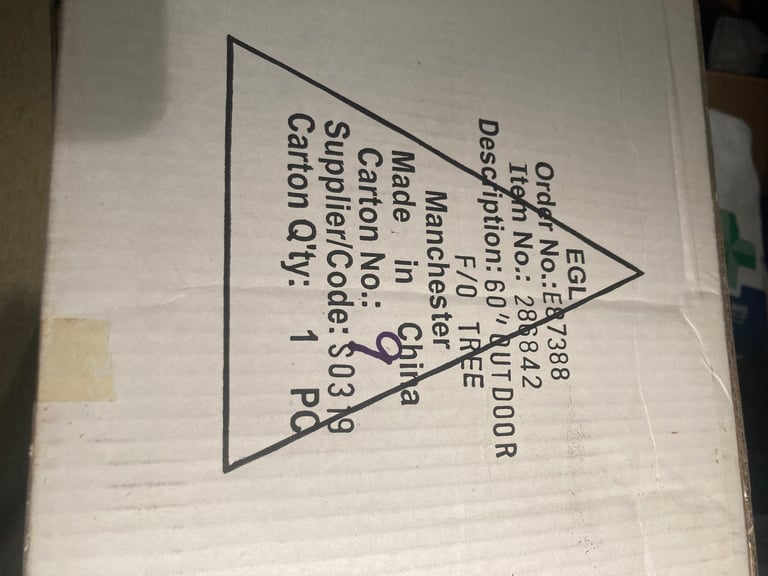 EGL
Order No.:E87388
Item No.: 286842
Description: 60" OUTDOOR
F/O TREE
Manchester
Made in China
Carton No.: 9
Supplier/Code: S0319
Carton Q'ty: 1 PC